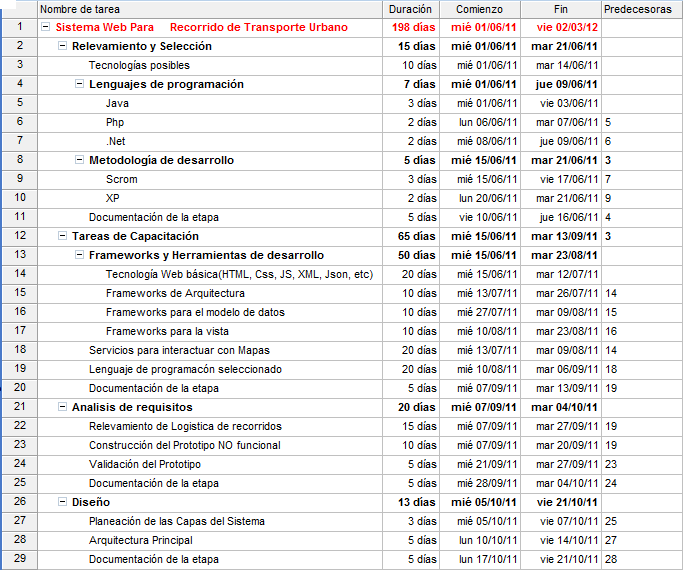 Nombre de tarea Duración Comienzo Fin Predecesoras
1 Sistema Web Para Recorrido de Transporte Urbano 198 días mié 01/06/11 vie 02/03/12
2 Relevamiento y Selección 15 días mié 01/06/11 mar 21/06/11
3 Tecnologías posibles 10 días mié 01/06/11 mar 14/06/11
4 Lenguajes de programación 7 días mié 01/06/11 jue 09/06/11
5 Java 3 días mié 01/06/11 vie 03/06/11
6 Php 2 días lun 06/06/11 mar 07/06/11 5
7 .Net 2 días mié 08/06/11 jue 09/06/11 6
8 Metodología de desarrollo 5 días mié 15/06/11 mar 21/06/11 3
9 Scrom 3 días mié 15/06/11 vie 17/06/11 7
10 XP 2 días lun 20/06/11 mar 21/06/11 9
11 Documentación de la etapa 5 días vie 10/06/11 jue 16/06/11 4
12 Tareas de Capacitación 65 días mié 15/06/11 mar 13/09/11 3
13 Frameworks y Herramientas de desarrollo 50 días mié 15/06/11 mar 23/08/11
14 Tecnología Web básica(HTML, Css, JS, XML, Json, etc) 20 días mié 15/06/11 mar 12/07/11
15 Frameworks de Arquitectura 10 días mié 13/07/11 mar 26/07/11 14
16 Frameworks para el modelo de datos 10 días mié 27/07/11 mar 09/08/11 15
17 Frameworks para la vista 10 días mié 10/08/11 mar 23/08/11 16
18 Servicios para interactuar con Mapas 20 días mié 13/07/11 mar 09/08/11 14
19 Lenguaje de programacón seleccionado 20 días mié 10/08/11 mar 06/09/11 18
20 Documentación de la etapa 5 días mié 07/09/11 mar 13/09/11 19
21 Analisis de requisitos 20 días mié 07/09/11 mar 04/10/11
22 Relevamiento de Logistica de recorridos 15 días mié 07/09/11 mar 27/09/11 19
23 Construcción del Prototipo NO funcional 10 días mié 07/09/11 mar 20/09/11 19
24 Validación del Prototipo 5 días mié 21/09/11 mar 27/09/11 23
25 Documentación de la etapa 5 días mié 28/09/11 mar 04/10/11 24
26 Diseño 13 días mié 05/10/11 vie 21/10/11
27 Planeación de las Capas del Sistema 3 días mié 05/10/11 vie 07/10/11 25
28 Arquitectura Principal 5 días lun 10/10/11 vie 14/10/11 27
29 Documentación de la etapa 5 días lun 17/10/11 vie 21/10/11 28